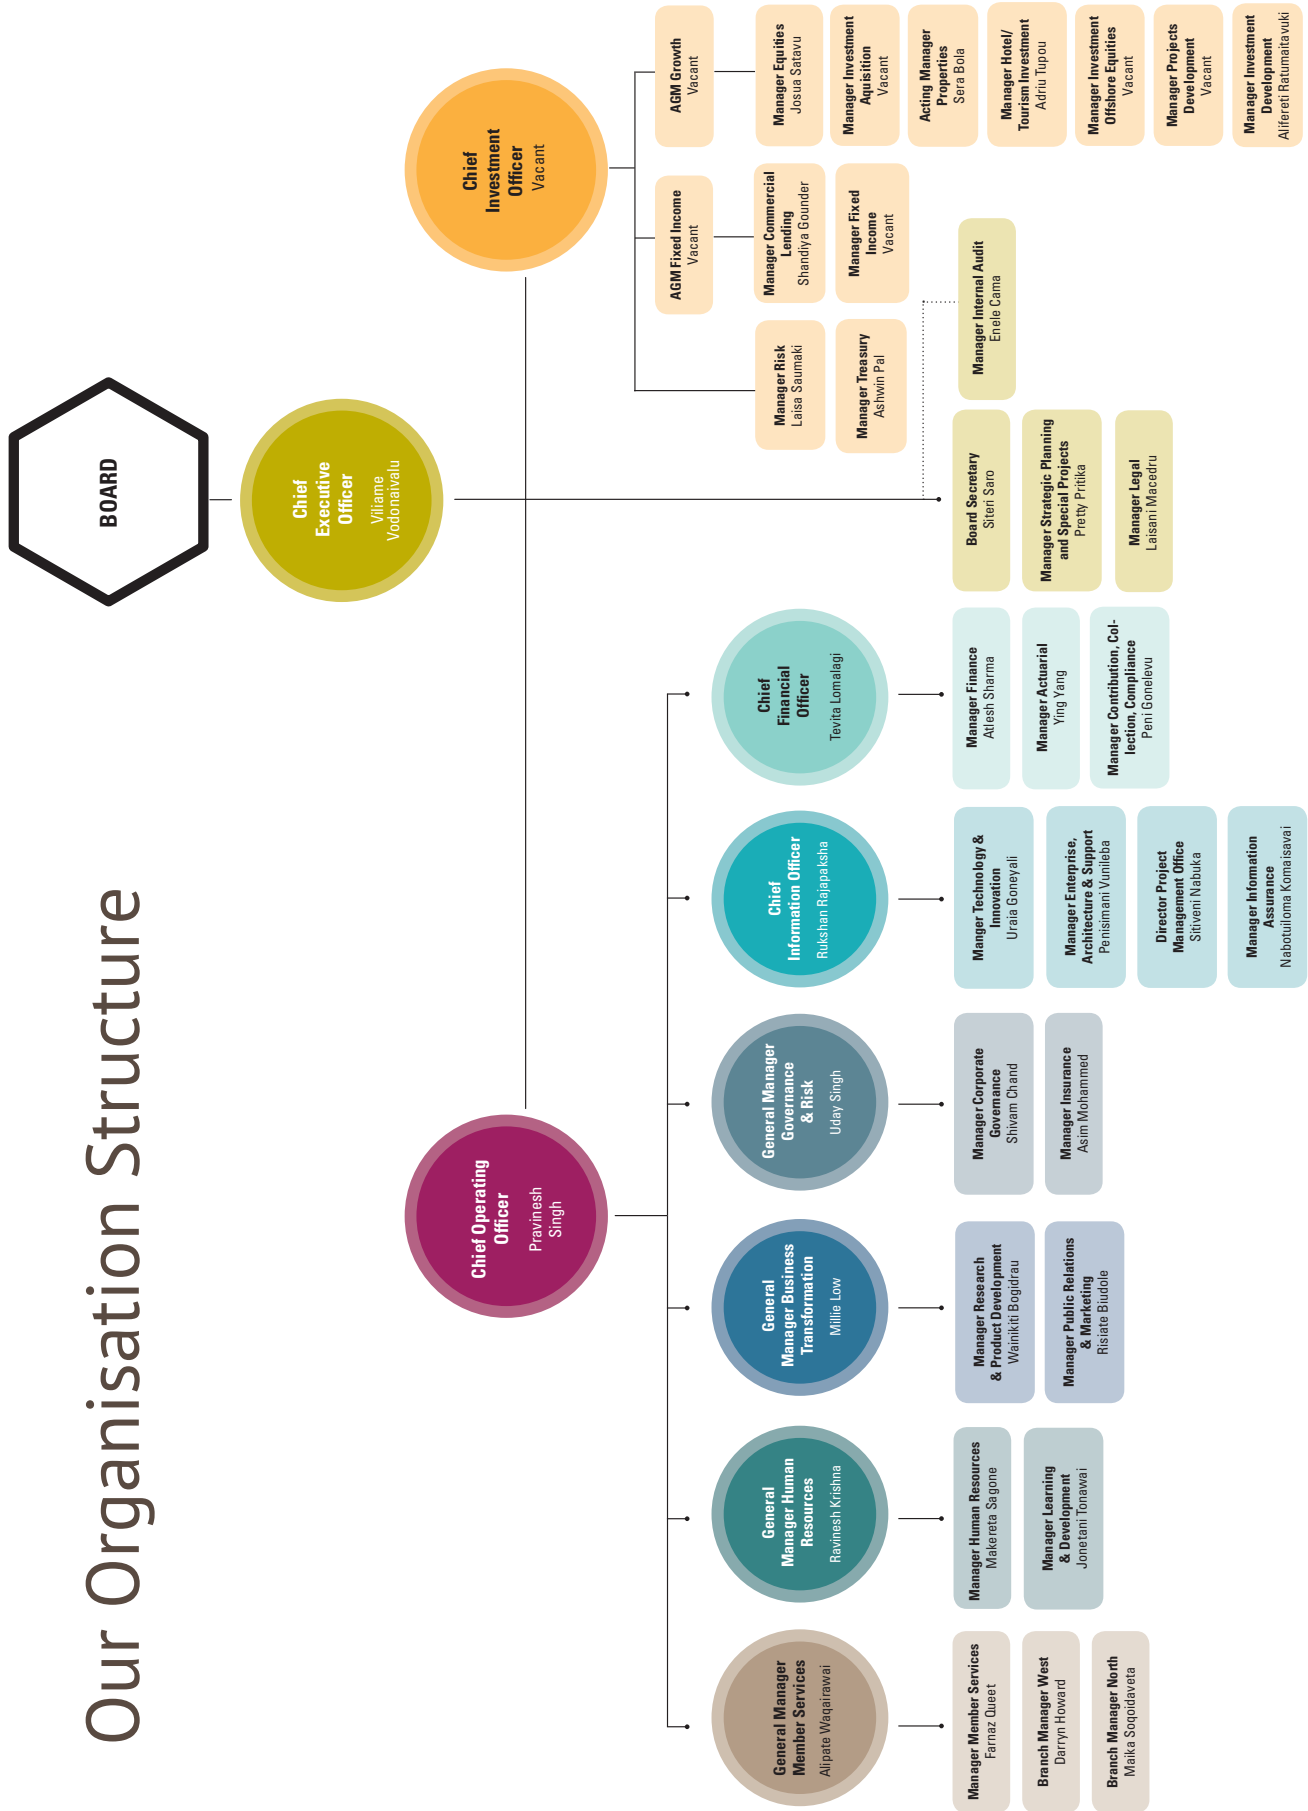 Our Organisation Structure
BOARD
Chief
Executive
Officer
Viliame
Vodonaivalu
Chief Operating
Officer
Pravinesh
Singh
Chief
Investment
Officer
Vacant
General Manager
Member Services
Alipate Waqairawai
General
Manager Human
Resources
Ravinesh Krishna
General
Manager Business
Transformation
Millie Low
General Manager
Governance
& Risk
Uday Singh
Chief
Information Officer
Rukshan Rajapaksha
Chief
Financial
Officer
Tevita Lomalagi
Manager Member Services
Farnaz Queet
Branch Manager West
Darryn Howard
Branch Manager North
Maika Soqoidaveta
Manager Human Resources
Makereta Sagone
Manager Learning
& Development
Jonetani Tonawai
Manager Research
& Product Development
Wainikiti Bogidrau
Manager Public Relations
& Marketing
Risiate Biudole
Manager Corporate
Governance
Shivam Chand
Manager Insurance
Asim Mohammed
Manger Technology &
Innovation
Uraia Goneyali
Manager Enterprise,
Architecture & Support
Penisimani Vunileba
Director Project
Management Office
Sitiveni Nabuka
Manager Information
Assurance
Nabotuiloma Komaisavai
Manager Finance
Atlesh Sharma
Manager Actuarial
Ying Yang
Manager Contribution, Col-
lection, Compliance
Peni Gonelevu
Board Secretary
Siteri Saro
Manager Strategic Planning
and Special Projects
Pretty Pritika
Manager Legal
Laisani Macedru
Manager Internal Audit
Enele Cama
Manager Risk
Laisa Saumaki
Manager Treasury
Ashwin Pal
AGM Fixed Income
Vacant
Manager Commercial
Lending
Shandiya Gounder
Manager Fixed
Income
Vacant
AGM Growth
Vacant
Manager Equities
Josua Satavu
Manager Investment
Aquisition
Vacant
Acting Manager
Properties
Sera Bola
Manager Hotel/
Tourism Investment
Adriu Tupou
Manager Investment
Offshore Equities
Vacant
Manager Projects
Development
Vacant
Manager Investment
Development
Alifereti Ratumaitavuki